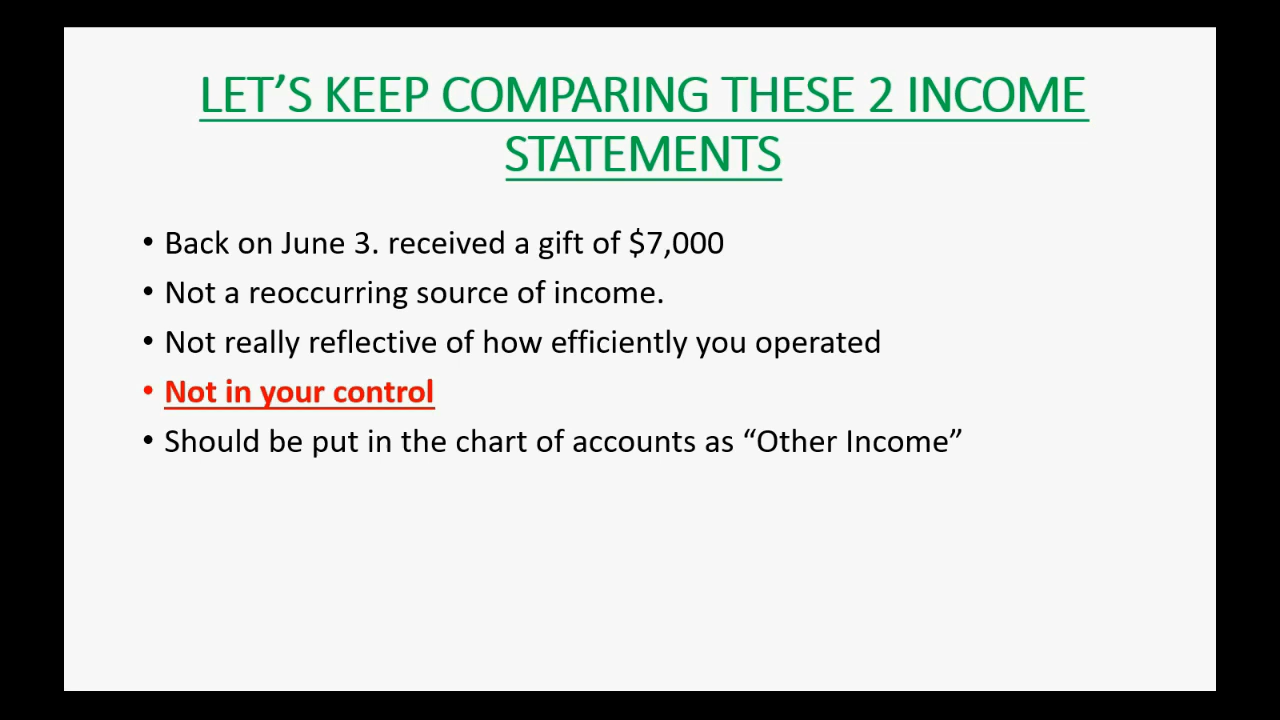 LET’S KEEP COMPARING THESE 2 INCOME
STATEMENTS
• Back on June 3. received a gift of $7,000
• Not a reoccurring source of income.
• Not really reflective of how efficiently you operated
• Not in your control
• Should be put in the chart of accounts as “Other Income”